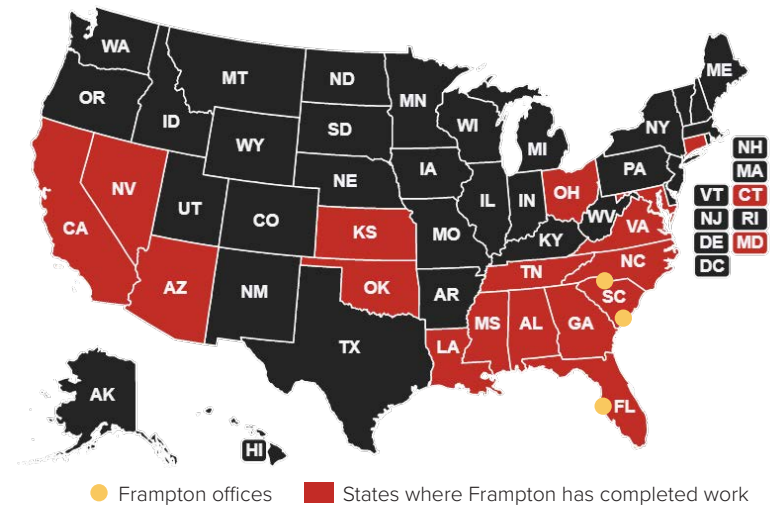 WA
ME
MT
ND
OR
MN
ID
SD
WI
NY
WY
MI
NH
IA
PA
MA
NE
NV
OH
VT
CT
UT
IL
IN
CO
WV
NJ
RI
CA
KS
MO
VA
KY
DE
MD
NC
DC
TN
AZ
OK
NM
AR
SC
MS
AL
GA
TX
LA
AK
FL
HI
Frampton offices
States where Frampton has completed work